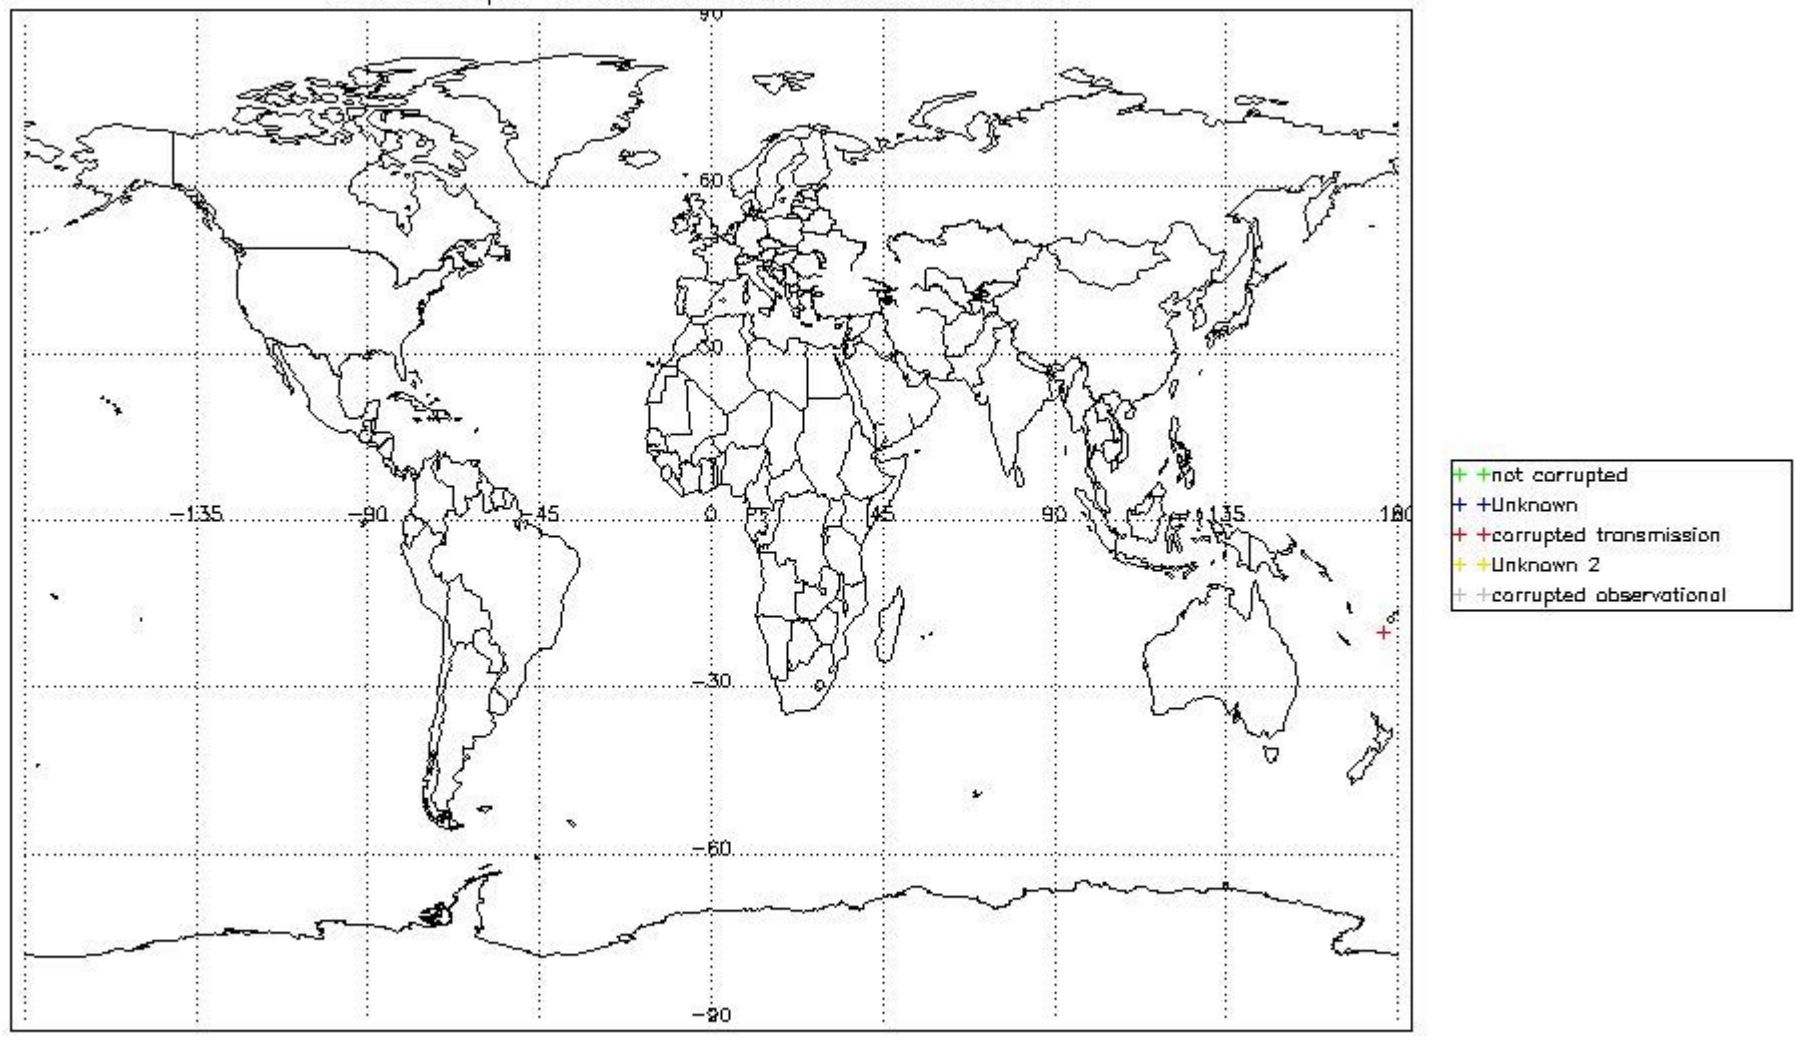 90
60
30
-135 -90 -45 0 45 90 135 180
-30
-60
-90
not corrupted
Unknown
corrupted transmission
Unknown 2
corrupted observational